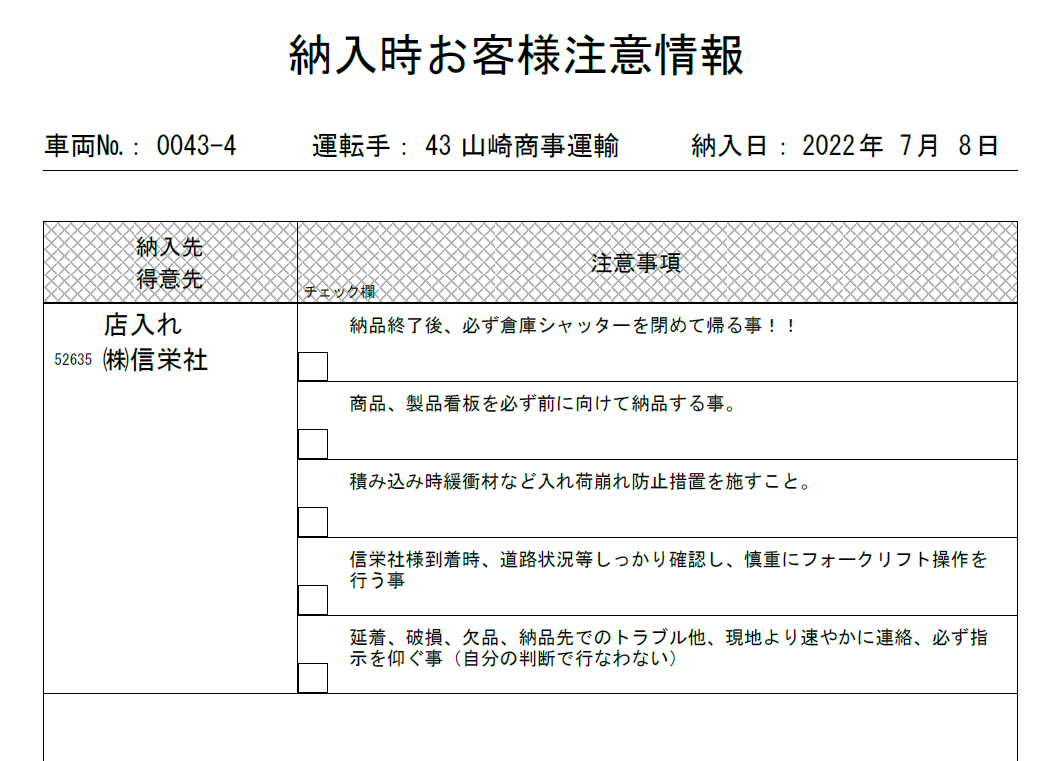 納入時お客様注意情報
車両No.： 0043-4 運転手： 43 山崎商事運輸 納入日： 2022年 7月 8日
納入先
得意先
注意事項
チェック欄
店入れ
52635 ㈱信栄社
納品終了後、必ず倉庫シャッターを閉めて帰る事！！
商品、製品看板を必ず前に向けて納品する事。
積み込み時緩衝材など入れ荷崩れ防止措置を施すこと。
信栄社様到着時、道路状況等しっかり確認し、慎重にフォークリフト操作を
行う事
延着、破損、欠品、納品先でのトラブル他、現地より速やかに連絡、必ず指
示を仰ぐ事（自分の判断で行なわない）